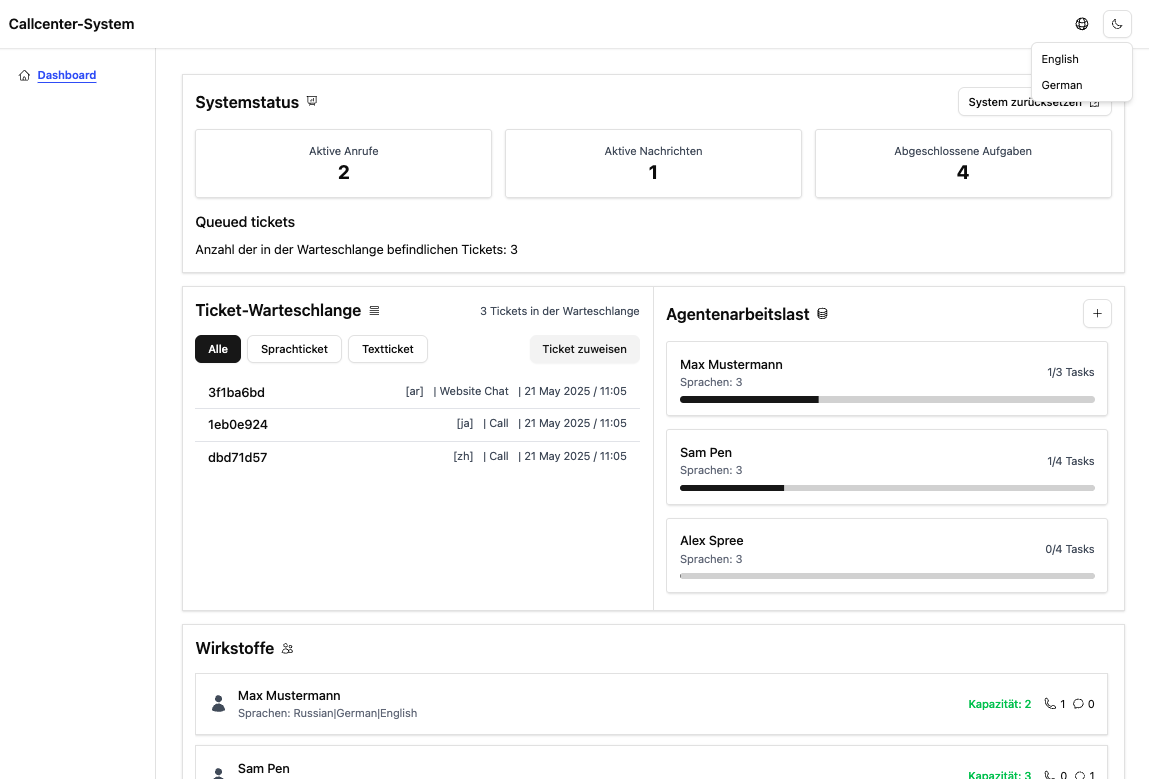 Callcenter-System
English
German
Dashboard
Systemstatus
System zurücksetzen
Aktive Anrufe
2
Aktive Nachrichten
1
Abgeschlossene Aufgaben
4
Queued tickets
Anzahl der in der Warteschlange befindlichen Tickets: 3
Ticket-Warteschlange
3 Tickets in der Warteschlange
Alle
Sprachticket
Textticket
Ticket zuweisen
3f1ba6bd [ar] | Website Chat | 21 May 2025 / 11:05
1eb0e924 [ja] | Call | 21 May 2025 / 11:05
dbd71d57 [zh] | Call | 21 May 2025 / 11:05
Agentenarbeitslast
+
Max Mustermann
Sprachen: 3
1/3 Tasks
Sam Pen
Sprachen: 3
1/4 Tasks
Alex Spree
Sprachen: 3
0/4 Tasks
Wirkstoffe
Max Mustermann
Sprachen: Russian|German|English
Kapazität: 2 1 0
Sam Pen
Kapazität: 3 0 1